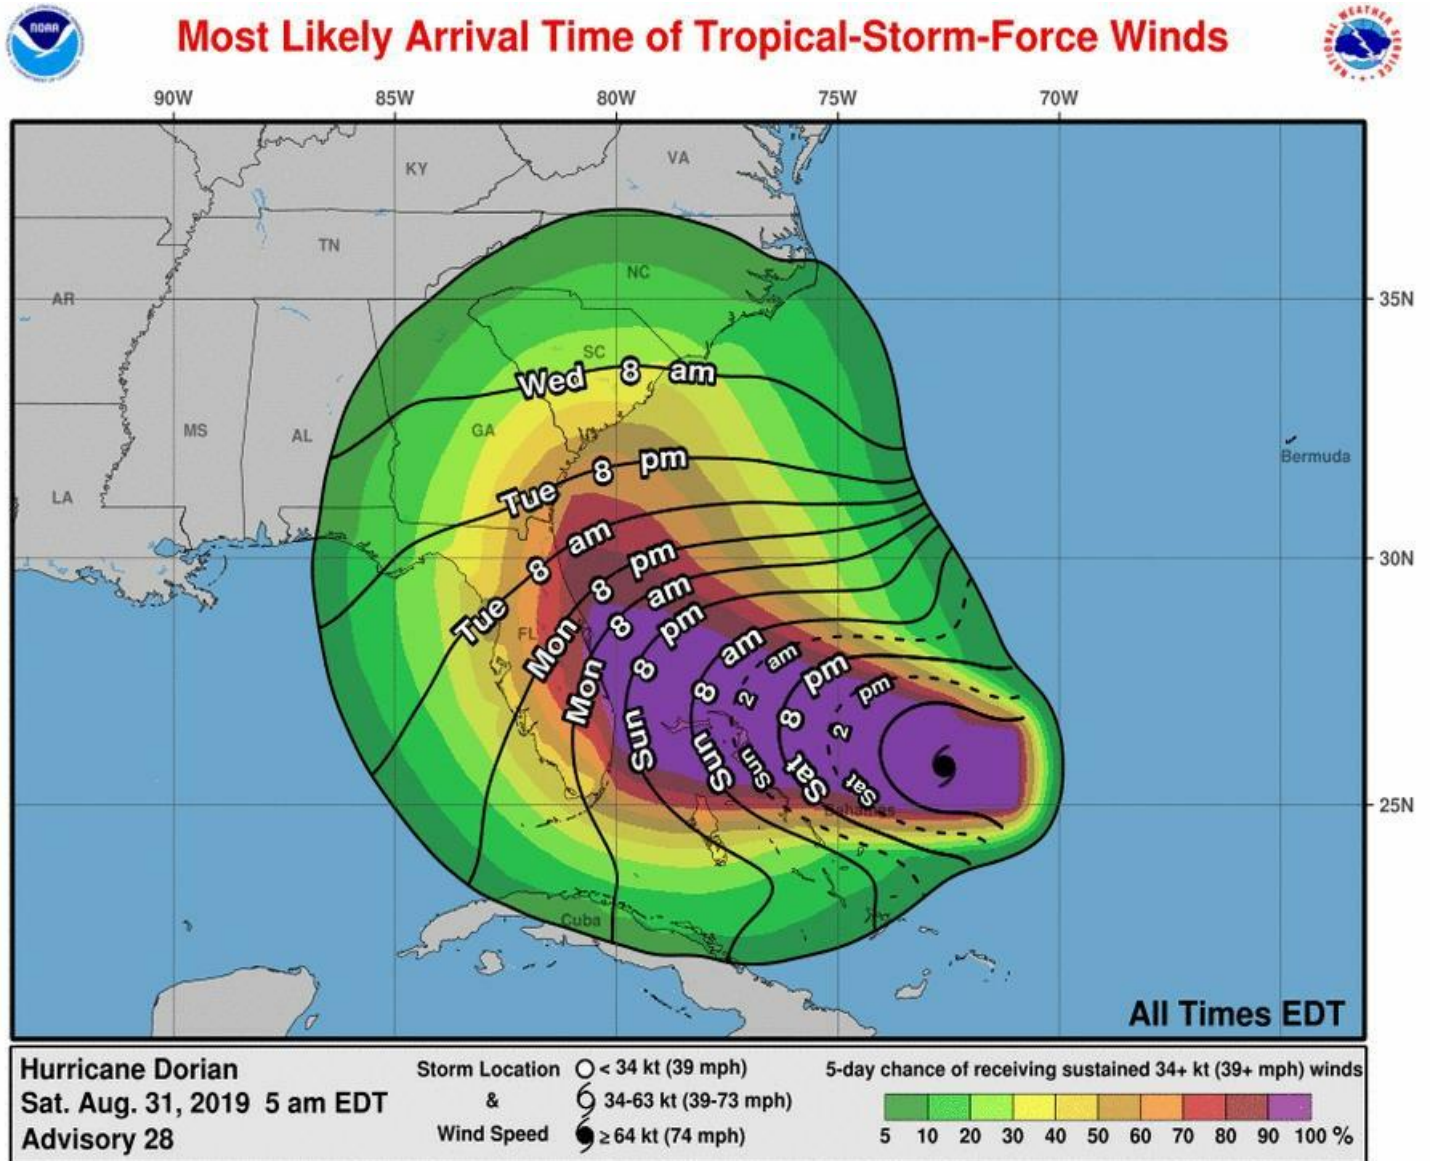 NOAA
Most Likely Arrival Time of Tropical-Storm-Force Winds
NATIONAL WEATHER SERVICE
90W 85W 80W 75W 70W
KY
VA
TN
NC
AR
35N
SC
Wed 8 am
MS
AL
GA
Bermuda
Tue 8 pm
LA
Tue 8 am
30N
Mon 8 pm
FL
Mon 8 am
Sun 8 pm
Sun 8 am
Sun 2 am
Sat 8 pm
Sat 2 pm
Bahamas
25N
Cuba
All Times EDT
Hurricane Dorian
Sat. Aug. 31, 2019 5 am EDT
Advisory 28
Storm Location
&
Wind Speed
< 34 kt (39 mph)
34-63 kt (39-73 mph)
≥ 64 kt (74 mph)
5-day chance of receiving sustained 34+ kt (39+ mph) winds
5 10 20 30 40 50 60 70 80 90 100 %